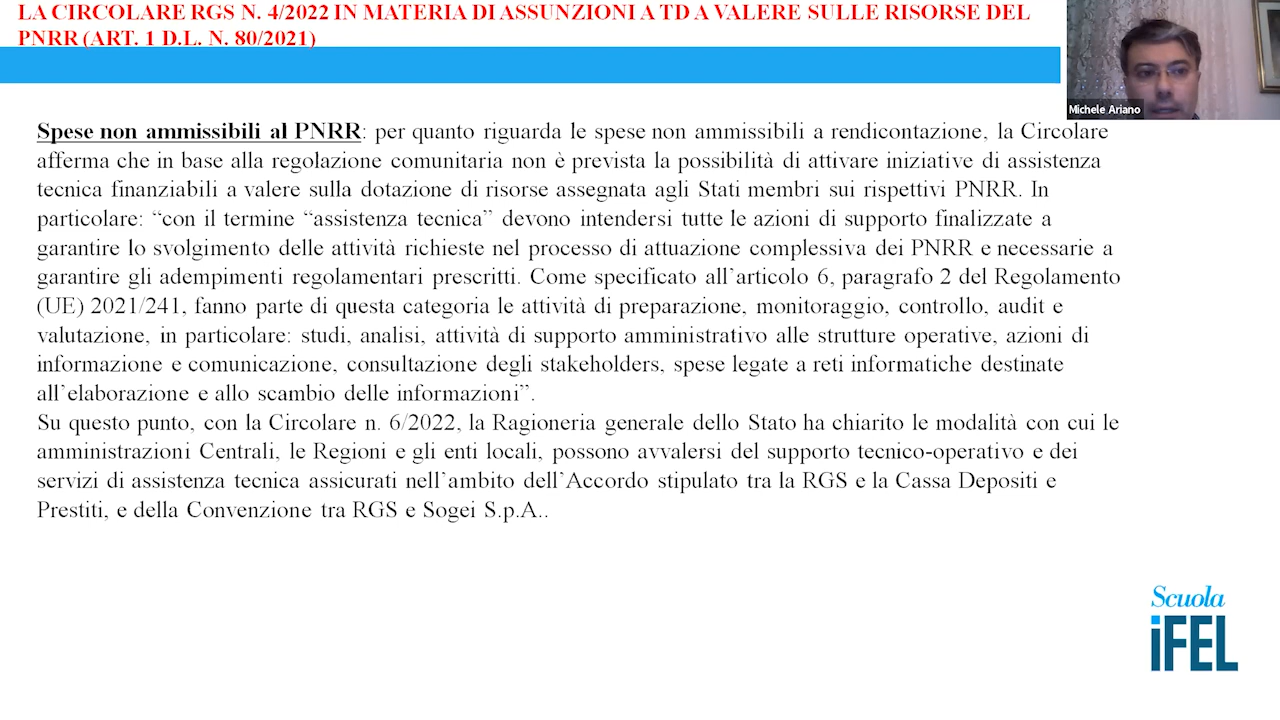 LA CIRCOLARE RGS N. 4/2022 IN MATERIA DI ASSUNZIONI A TD A VALERE SULLE RISORSE DEL
PNRR (ART. 1 D.L. N. 80/2021)
Michele Ariano
Spese non ammissibili al PNRR: per quanto riguarda le spese non ammissibili a rendicontazione, la Circolare
afferma che in base alla regolazione comunitaria non è prevista la possibilità di attivare iniziative di assistenza
tecnica finanziabili a valere sulla dotazione di risorse assegnata agli Stati membri sui rispettivi PNRR. In
particolare: “con il termine “assistenza tecnica” devono intendersi tutte le azioni di supporto finalizzate a
garantire lo svolgimento delle attività richieste nel processo di attuazione complessiva dei PNRR e necessarie a
garantire gli adempimenti regolamentari prescritti. Come specificato all’articolo 6, paragrafo 2 del Regolamento
(UE) 2021/241, fanno parte di questa categoria le attività di preparazione, monitoraggio, controllo, audit e
valutazione, in particolare: studi, analisi, attività di supporto amministrativo alle strutture operative, azioni di
informazione e comunicazione, consultazione degli stakeholders, spese legate a reti informatiche destinate
all’elaborazione e allo scambio delle informazioni”.
Su questo punto, con la Circolare n. 6/2022, la Ragioneria generale dello Stato ha chiarito le modalità con cui le
amministrazioni Centrali, le Regioni e gli enti locali, possono avvalersi del supporto tecnico-operativo e dei
servizi di assistenza tecnica assicurati nell’ambito dell’Accordo stipulato tra la RGS e la Cassa Depositi e
Prestiti, e della Convenzione tra RGS e Sogei S.p.A..
Scuola
iFEL